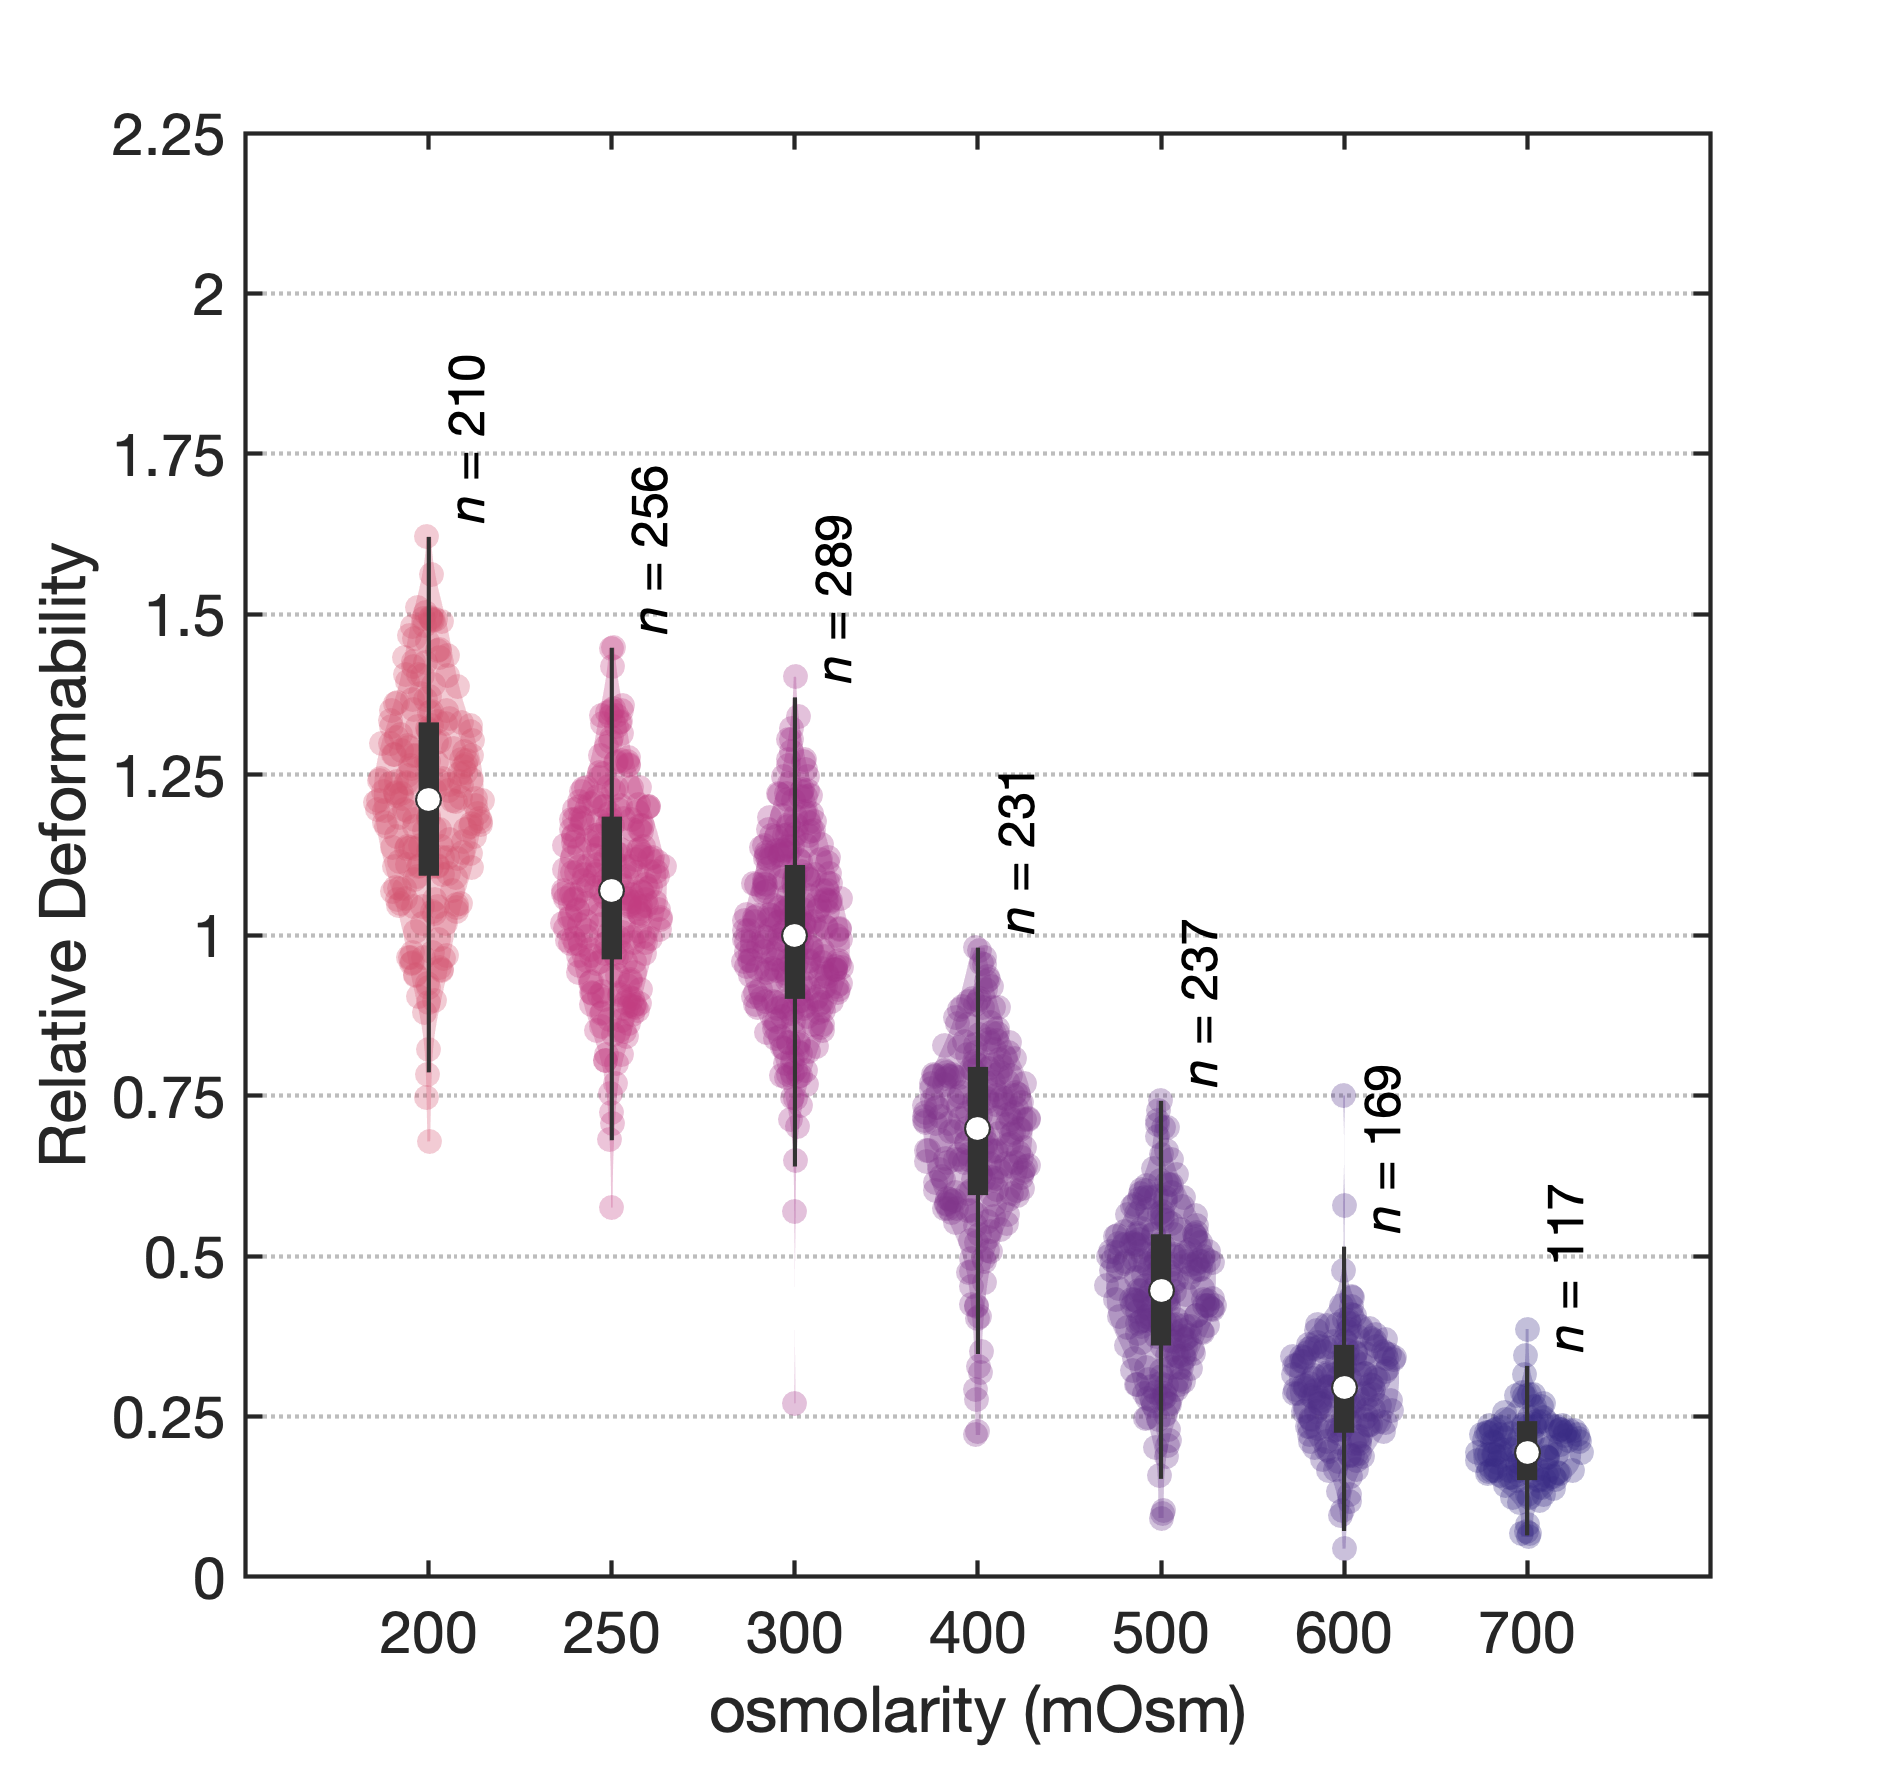 2.25
2
1.75
1.5
1.25
1
0.75
0.5
0.25
0
Relative Deformability
n = 210
n = 256
n = 289
n = 231
n = 237
n = 169
n = 117
200 250 300 400 500 600 700
osmolarity (mOsm)